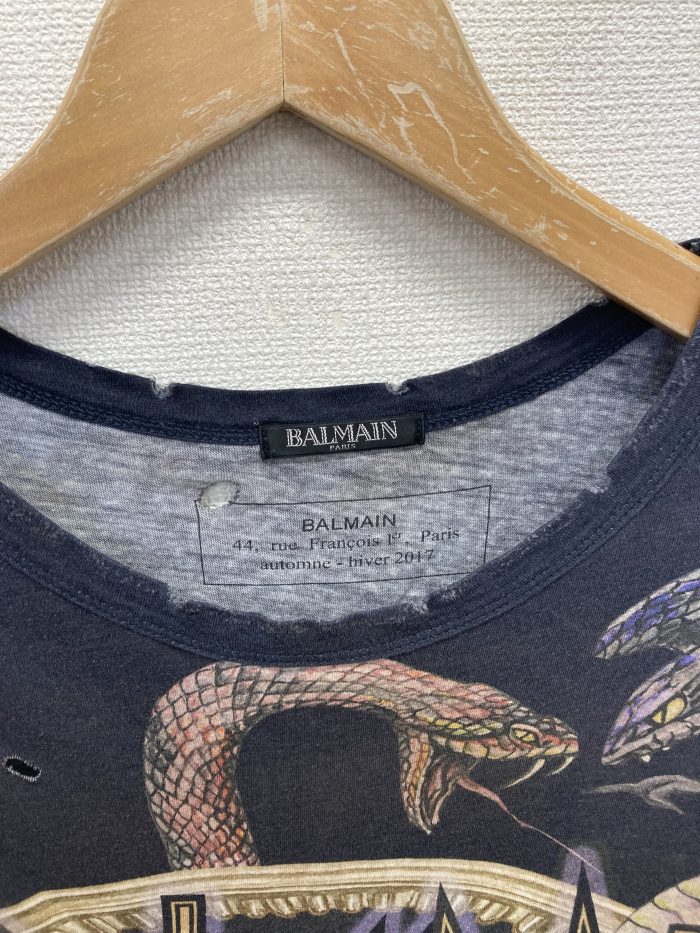 BALMAIN
PARIS
BALMAIN
44, rue François Ier, Paris
automne - hiver 2017